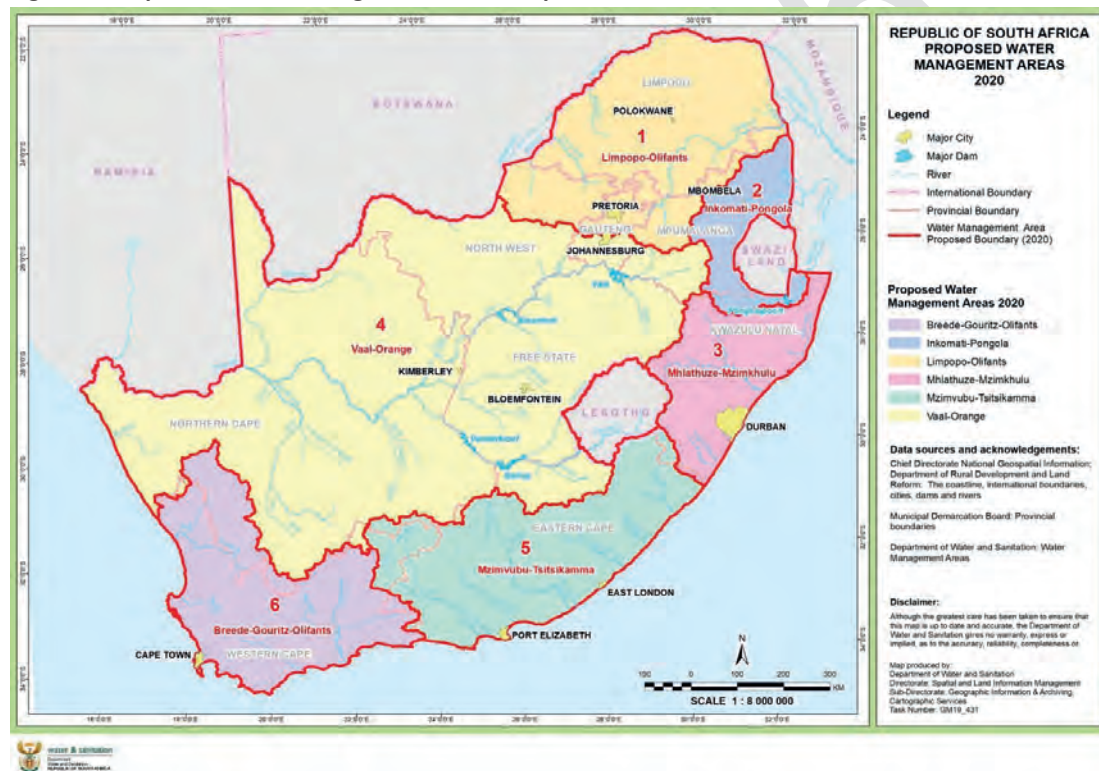 REPUBLIC OF SOUTH AFRICA
PROPOSED WATER
MANAGEMENT AREAS
2020
Legend
Major City
Major Dam
River
International Boundary
Provincial Boundary
Water Management Area
Proposed Boundary (2020)
Proposed Water
Management Areas 2020
Breede-Gouritz-Olifants
Inkomati-Pongola
Limpopo-Olifants
Mhlathuze-Mzimkhulu
Mzimvubu-Tsitsikamma
Vaal-Orange
Data sources and acknowledgements:
Chief Directorate National Geospatial Information;
Department of Rural Development and Land
Reform: The coastline, international boundaries,
cities, dams and rivers
Municipal Demarcation Board: Provincial
boundaries
Department of Water and Sanitation: Water
Management Areas
Disclaimer:
Although the greatest care has been taken to ensure that
this map is up to date and accurate, the Department of
Water and Sanitation gives no warranty, express or
implied, as to the accuracy, reliability, completeness or
Map produced by:
Department of Water and Sanitation
Directorate: Spatial and Land Information Management
Sub-Directorate: Geographic Information & Archiving,
Cartographic Services
Task Number: GM19_431
NAMIBIA
BOTSWANA
MOZAMBIQUE
LIMPOPO
POLOKWANE
1
Limpopo-Olifants
MBOMBELA
2
Inkomati-Pongola
PRETORIA
GAUTENG
MPUMALANGA
JOHANNESBURG
NORTH WEST
SWAZI
LAND
Vaal
KWAZULU NATAL
3
Mhlathuze-Mzimkhulu
4
Vaal-Orange
KIMBERLEY
FREE STATE
BLOEMFONTEIN
LESOTHO
DURBAN
NORTHERN CAPE
EASTERN CAPE
5
Mzimvubu-Tsitsikamma
EAST LONDON
PORT ELIZABETH
6
Breede-Gouritz-Olifants
CAPE TOWN
WESTERN CAPE
N
100 0 100 200 300
KM
SCALE 1 : 8 000 000
water & sanitation
REPUBLIC OF SOUTH AFRICA